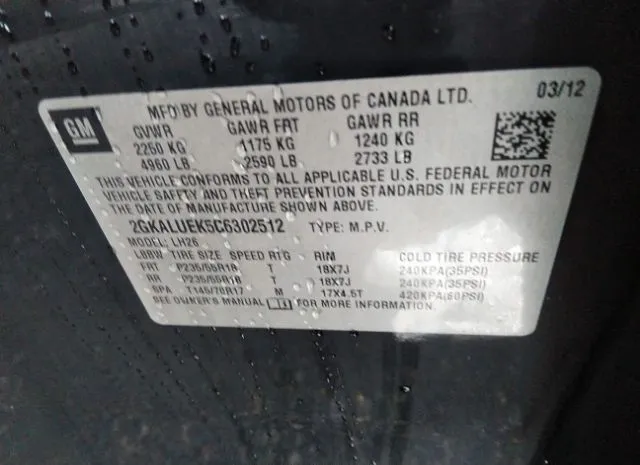 GM
MFD BY GENERAL MOTORS OF CANADA LTD. 03/12
GVWR GAWR FRT GAWR RR
2250 KG 1175 KG 1240 KG
4960 LB 2590 LB 2733 LB
THIS VEHICLE CONFORMS TO ALL APPLICABLE U.S. FEDERAL MOTOR
VEHICLE SAFETY AND THEFT PREVENTION STANDARDS IN EFFECT ON
THE DATE OF MANUFACTURE SHOWN ABOVE.
2GKALUEK5C6302512 TYPE: M.P.V.
MODEL: LH26
LBBW TIRE SIZE SPEED RTG RIM COLD TIRE PRESSURE
FRT P235/55R18 T 18X7J 240KPA(35PSI)
RR P235/55R18 T 18X7J 240KPA(35PSI)
SPA T145/70R17 M 17X4.5T 420KPA(60PSI)
SEE OWNER'S MANUAL FOR MORE INFORMATION.